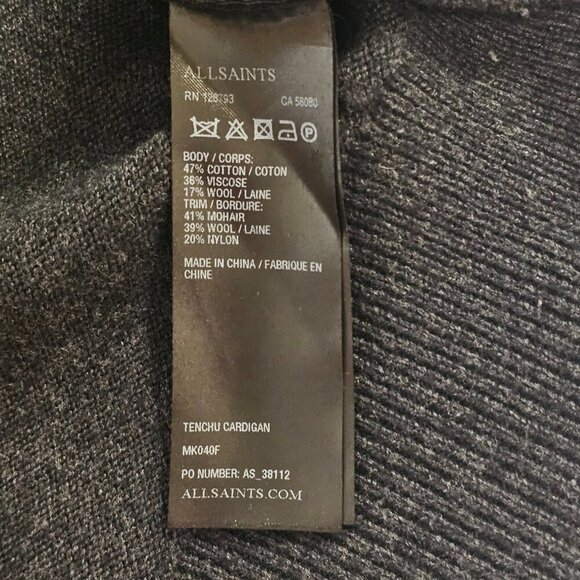 ALLSAINTS
RN 128793 CA 56080
P
BODY / CORPS:
47% COTTON / COTON
36% VISCOSE
17% WOOL / LAINE
TRIM / BORDURE:
41% MOHAIR
39% WOOL / LAINE
20% NYLON
MADE IN CHINA / FABRIQUE EN
CHINE
TENCHU CARDIGAN
MK040F
PO NUMBER: AS_38112
ALLSAINTS.COM